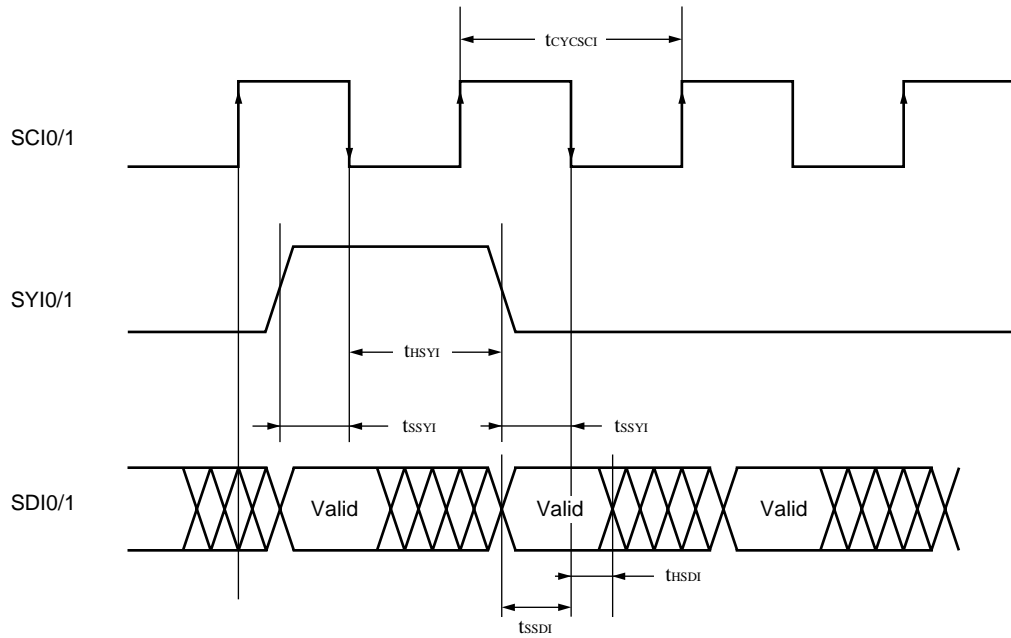 tCYCSCI
SCI0/1
SYI0/1
tHSYI
tSSYI tSSYI
SDI0/1 Valid Valid Valid
tHSDI
tSSDI